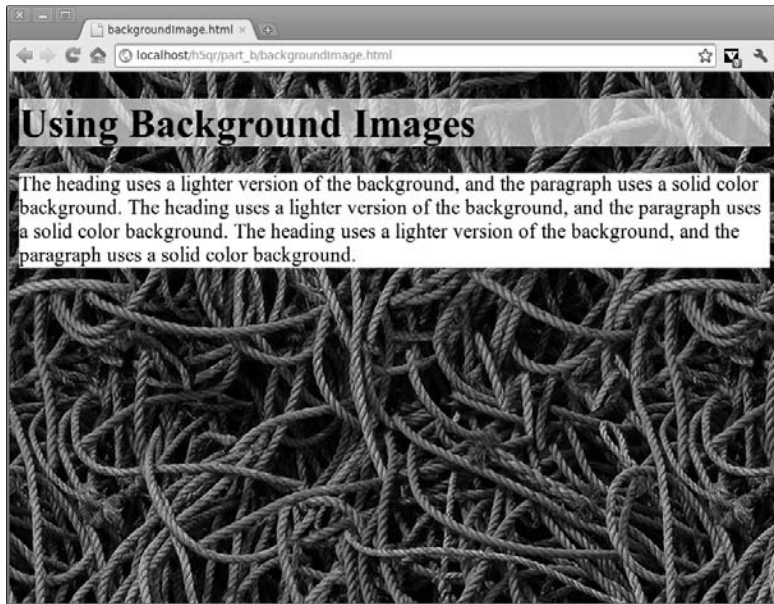 backgroundImage.html
localhost/h5qr/part_b/backgroundImage.html
Using Background Images
The heading uses a lighter version of the background, and the paragraph uses a solid color
background. The heading uses a lighter version of the background, and the paragraph uses
a solid color background. The heading uses a lighter version of the background, and the
paragraph uses a solid color background.